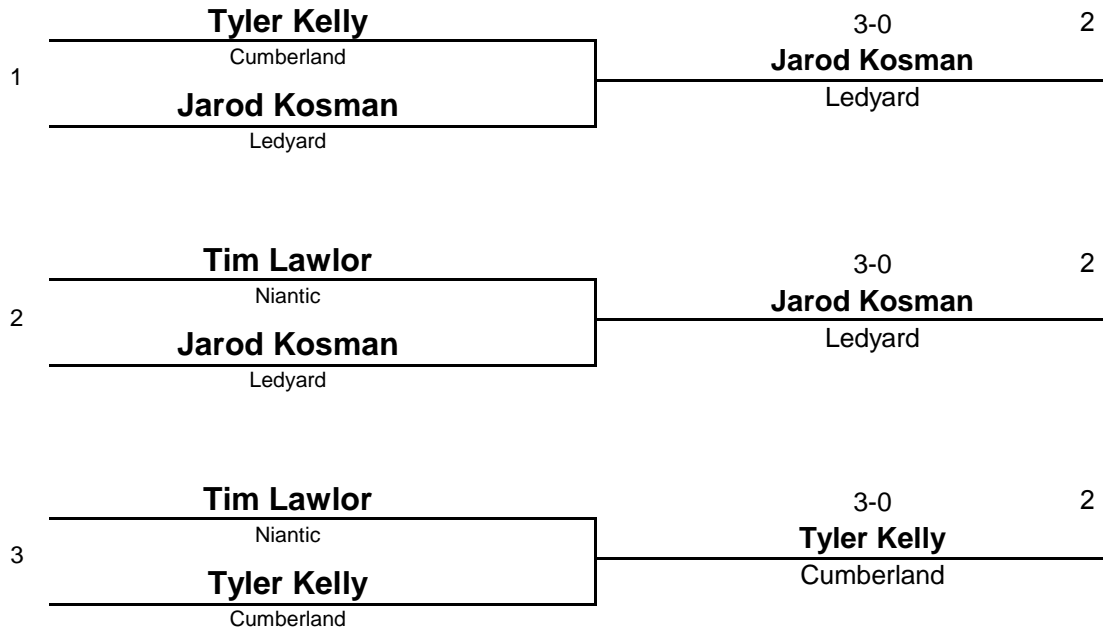 Tyler Kelly
Cumberland
1
Jarod Kosman
Ledyard
3-0 2
Jarod Kosman
Ledyard
Tim Lawlor
Niantic
2
Jarod Kosman
Ledyard
3-0 2
Jarod Kosman
Ledyard
Tim Lawlor
Niantic
3
Tyler Kelly
Cumberland
3-0 2
Tyler Kelly
Cumberland